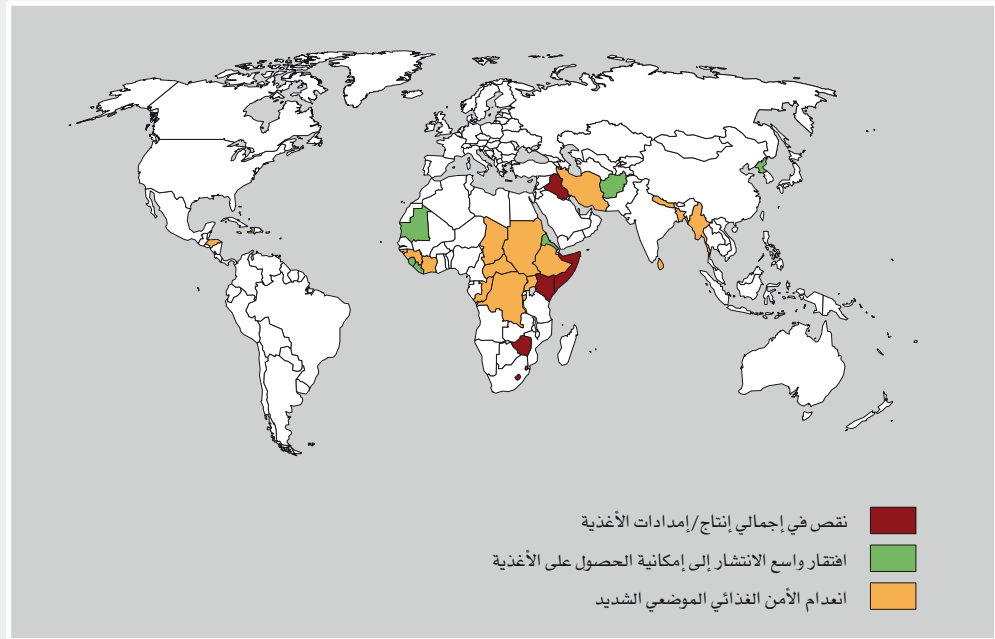 نقص في إجمالي إنتاج/إمدادات الأغذية
افتقار واسع الانتشار إلى إمكانية الحصول على الأغذية
انعدام الأمن الغذائي الموضعي الشديد